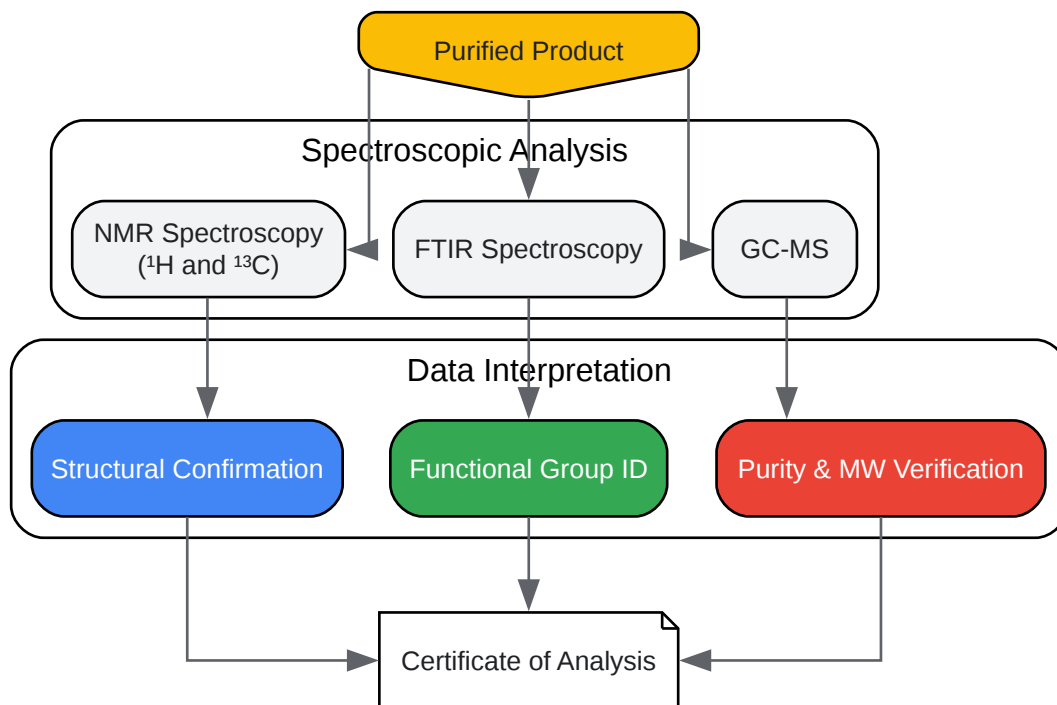 Purified Product
Spectroscopic Analysis
NMR Spectroscopy
(¹H and ¹³C)
FTIR Spectroscopy
GC-MS
Data Interpretation
Structural Confirmation
Functional Group ID
Purity & MW Verification
Certificate of Analysis